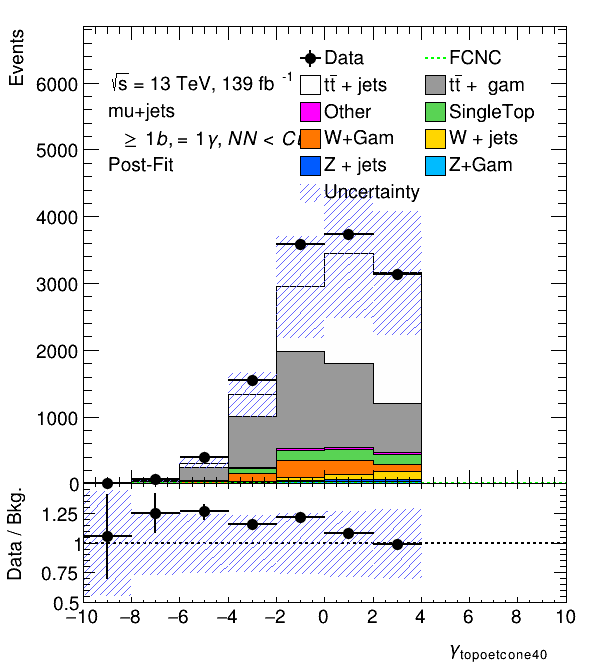 Events
√s = 13 TeV, 139 fb⁻¹
mu+jets
≥ 1b, = 1γ, NN <
Post-Fit
Data
FCNC
tt̄ + jets
tt̄ + gam
Other
SingleTop
W+Gam
W + jets
Z + jets
Z+Gam
Uncertainty
6000
5000
4000
3000
2000
1000
0
Data / Bkg.
1.25
1
0.75
0.5
−10 −8 −6 −4 −2 0 2 4 6 8 10
γtopoetcone40